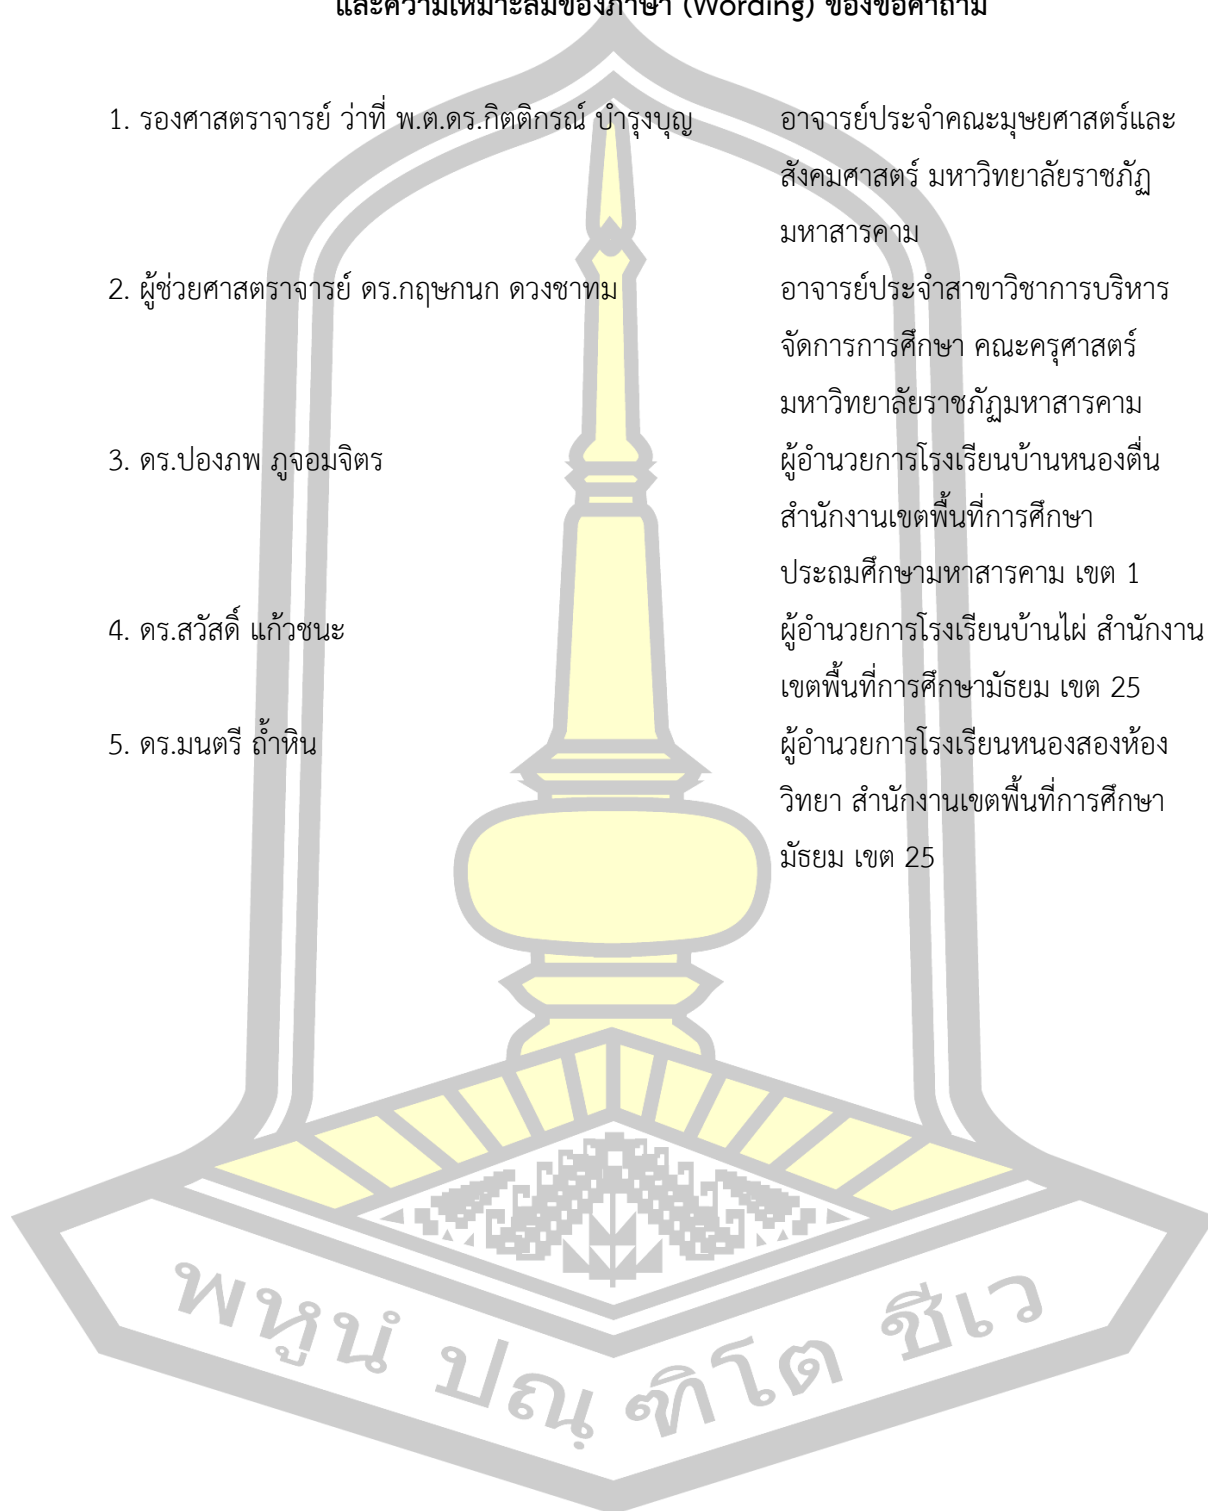 และความเหมาะสมของภาษา (Wording) ของข้อคำถาม
1. รองศาสตราจารย์ ว่าที่ พ.ต.ดร.กิตติกรณ์ บำรุงบุญ อาจารย์ประจำคณะมุษยศาสตร์และ
สังคมศาสตร์ มหาวิทยาลัยราชภัฏ
มหาสารคาม
2. ผู้ช่วยศาสตราจารย์ ดร.กฤษกนก ดวงชาทม อาจารย์ประจำสาขาวิชาการบริหาร
จัดการการศึกษา คณะครุศาสตร์
มหาวิทยาลัยราชภัฏมหาสารคาม
3. ดร.ปองภพ ภูจอมจิตร ผู้อำนวยการโรงเรียนบ้านหนองตื่น
สำนักงานเขตพื้นที่การศึกษา
ประถมศึกษามหาสารคาม เขต 1
4. ดร.สวัสดิ์ แก้วชนะ ผู้อำนวยการโรงเรียนบ้านไผ่ สำนักงาน
เขตพื้นที่การศึกษามัธยม เขต 25
5. ดร.มนตรี ถ้ำหิน ผู้อำนวยการโรงเรียนหนองสองห้อง
วิทยา สำนักงานเขตพื้นที่การศึกษา
มัธยม เขต 25
พหูนํ ปณฺ ฑิโต ชีเว